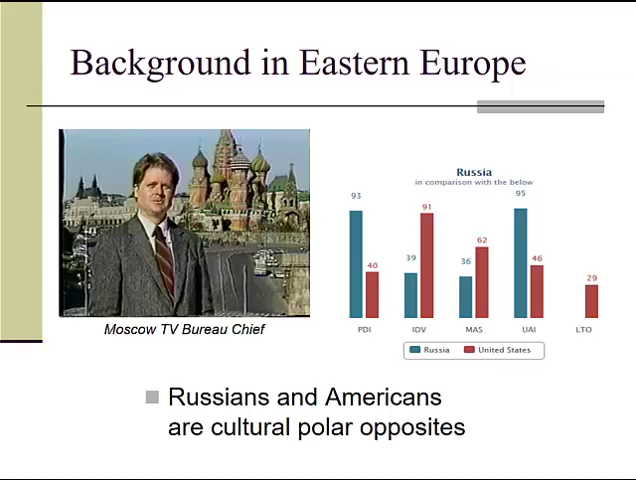 Background in Eastern Europe
Moscow TV Bureau Chief
Russia
in comparison with the below
93
40
39
91
36
62
95
46
29
PDI IDV MAS UAI LTO
Russia United States
Russians and Americans
are cultural polar opposites